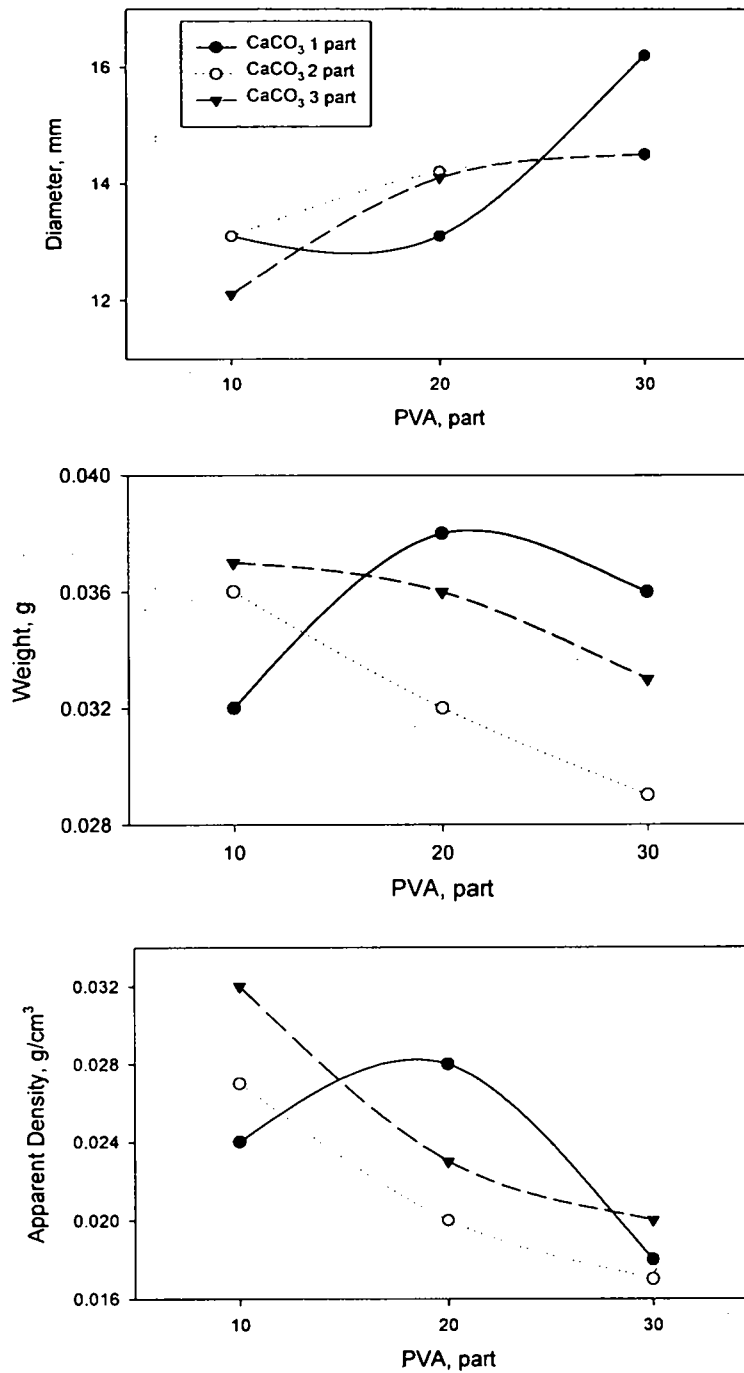 CaCO₃ 1 part
CaCO₃ 2 part
CaCO₃ 3 part
Diameter, mm
16
14
12
10 20 30
PVA, part
Weight, g
0.040
0.036
0.032
0.028
10 20 30
PVA, part
Apparent Density, g/cm³
0.032
0.028
0.024
0.020
0.016
10 20 30
PVA, part